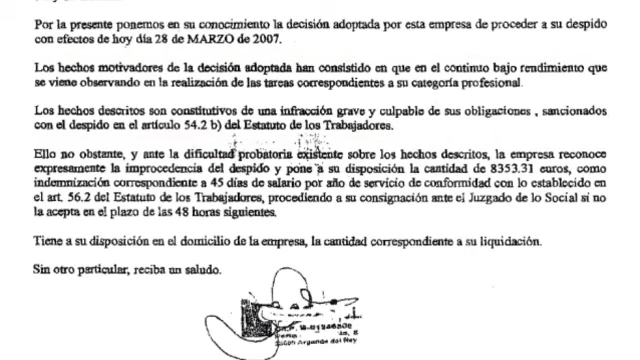 Por la presente ponemos en su conocimiento la decisión adoptada por esta empresa de proceder a su despido
con efectos de hoy día 28 de MARZO de 2007.
Los hechos motivadores de la decisión adoptada han consistido en que en el continuo bajo rendimiento que
se viene observando en la realización de las tareas correspondientes a su categoría profesional.
Los hechos descritos son constitutivos de una infracción grave y culpable de sus obligaciones , sancionados
con el despido en el artículo 54.2 b) del Estatuto de los Trabajadores.
Ello no obstante, y ante la dificultad probatoria existente sobre los hechos descritos, la empresa reconoce
expresamente la improcedencia del despido y pone a su disposición la cantidad de 8353.31 euros, como
indemnización correspondiente a 45 días de salario por año de servicio de conformidad con lo establecido en
el art. 56.2 del Estatuto de los Trabajadores, procediendo a su consignación ante el Juzgado de lo Social si no
la acepta en el plazo de las 48 horas siguientes.
Tiene a su disposición en el domicilio de la empresa, la cantidad correspondiente a su liquidación.
Sin otro particular, reciba un saludo.
Arganda del Rey